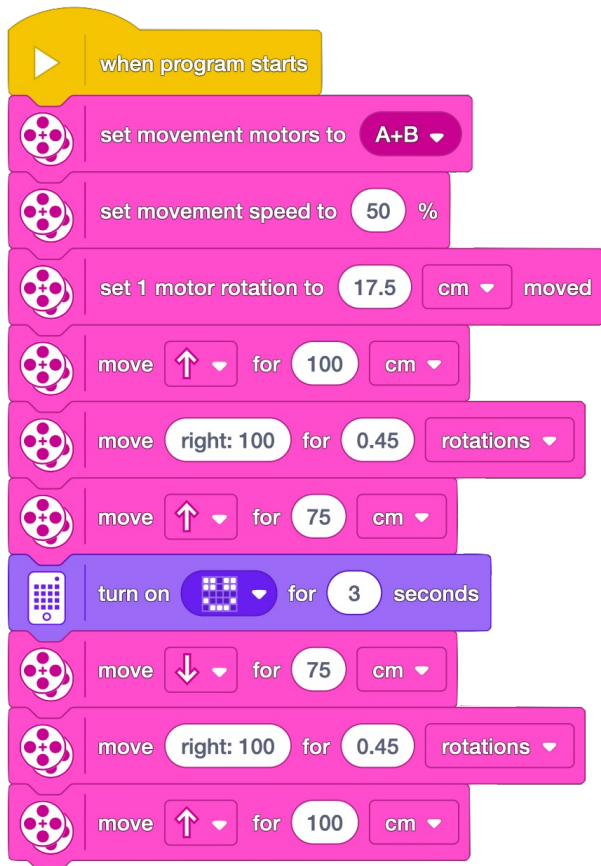 when program starts
set movement motors to A+B
set movement speed to 50 %
set 1 motor rotation to 17.5 cm moved
move for 100 cm
move right: 100 for 0.45 rotations
move for 75 cm
turn on for 3 seconds
move for 75 cm
move right: 100 for 0.45 rotations
move for 100 cm